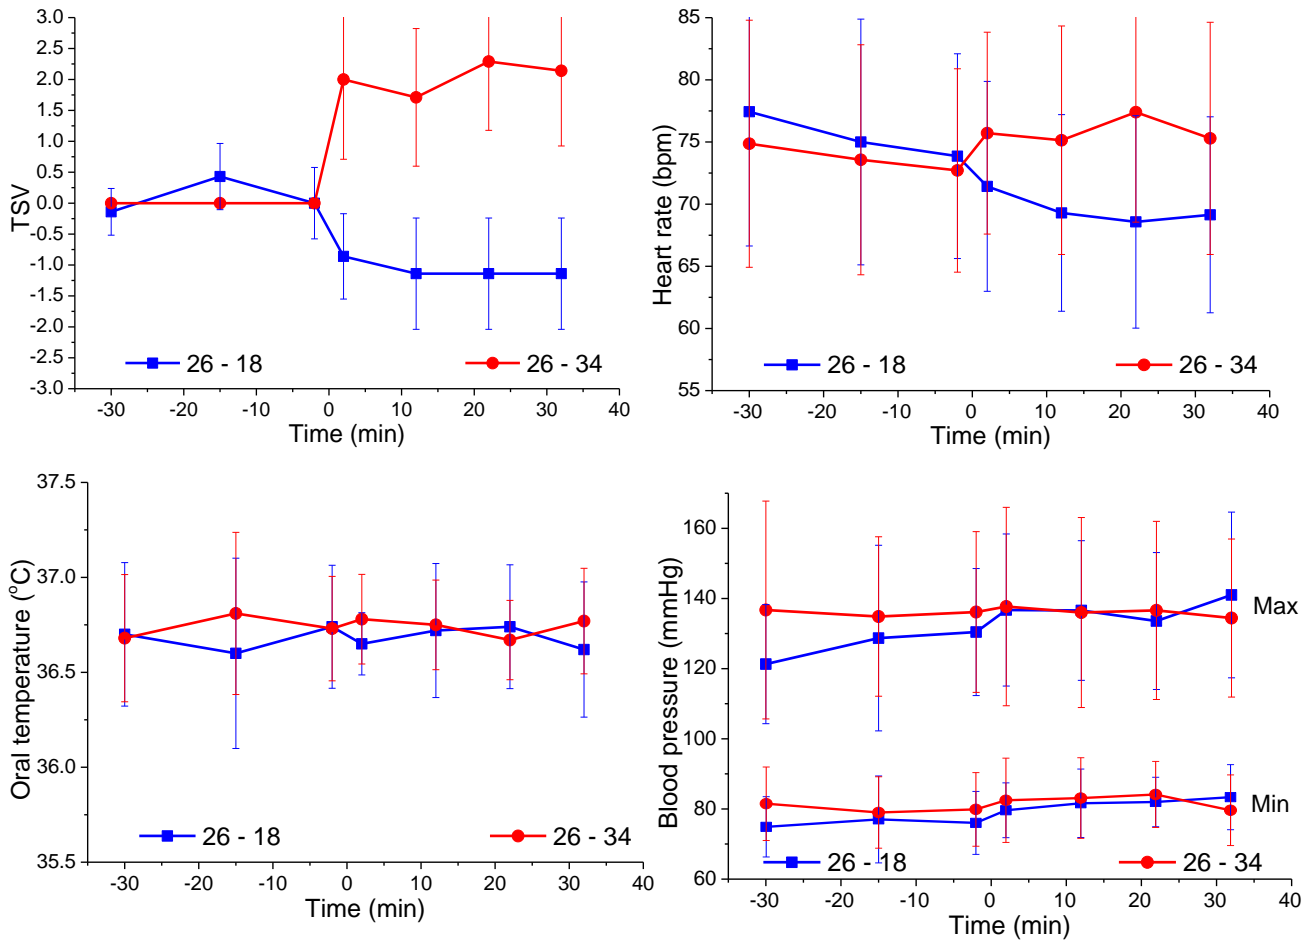 3.0
2.5
2.0
1.5
1.0
0.5
0.0
-0.5
-1.0
-1.5
-2.0
-2.5
-3.0
TSV
26 - 18
26 - 34
-30 -20 -10 0 10 20 30 40
Time (min)
85
80
75
70
65
60
55
Heart rate (bpm)
26 - 18
26 - 34
-30 -20 -10 0 10 20 30 40
Time (min)
37.5
37.0
36.5
36.0
35.5
Oral temperature (°C)
26 - 18
26 - 34
-30 -20 -10 0 10 20 30 40
Time (min)
160
140
120
100
80
60
Blood pressure (mmHg)
Max
Min
26 - 18
26 - 34
-30 -20 -10 0 10 20 30 40
Time (min)